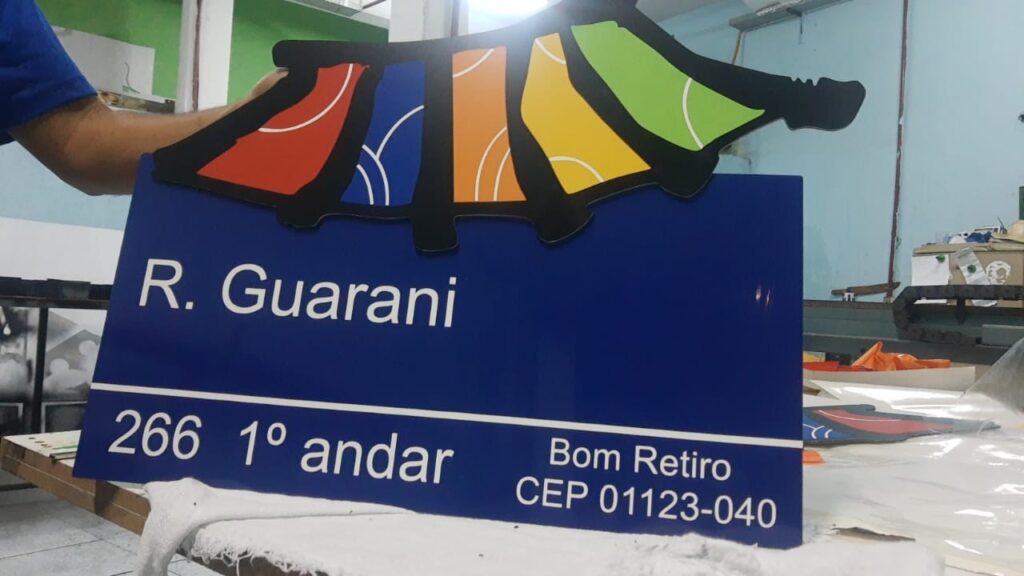 R. Guarani
266 1º andar
Bom Retiro
CEP 01123-040